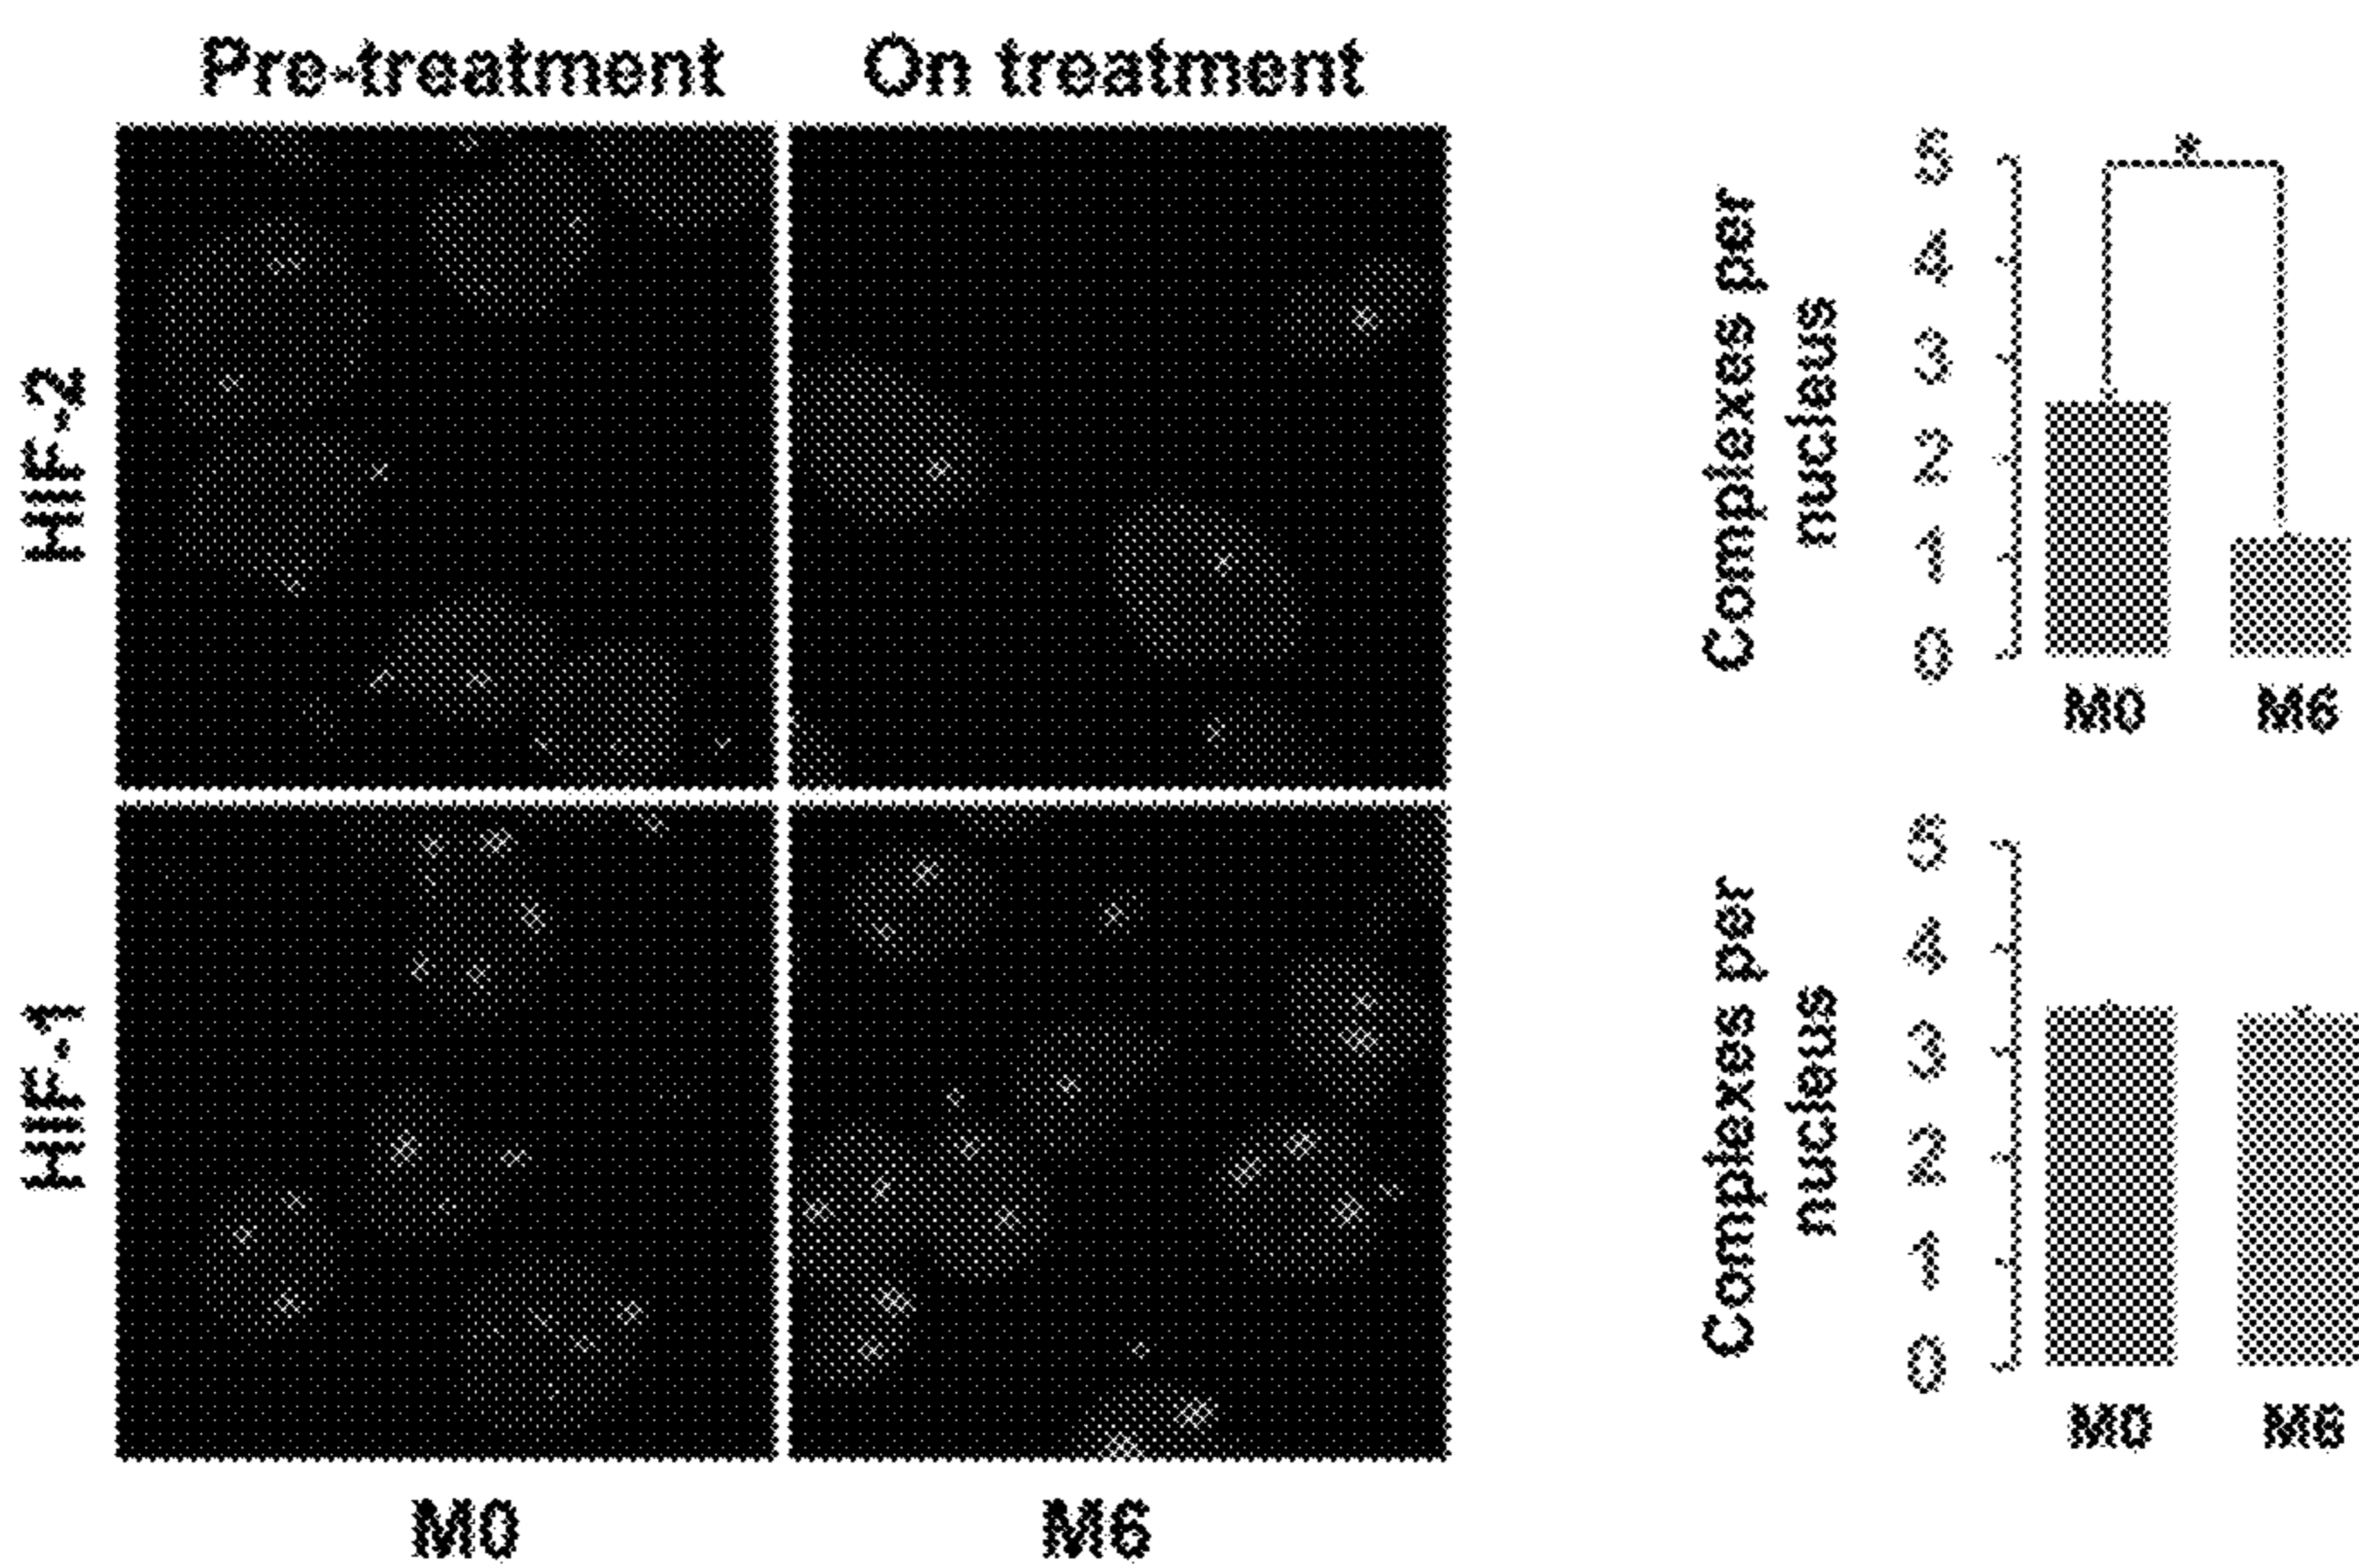 Pre-treatment
On treatment
HIF-2
HIF-1
M0
M6
Complexes per
nucleus
5
4
3
2
1
0
*
M0
M6
Complexes per
nucleus
5
4
3
2
1
0
M0
M6